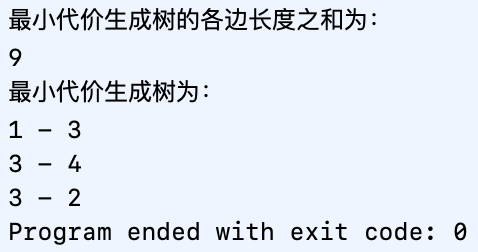 最小代价生成树的各边长度之和为：
9
最小代价生成树为：
1 – 3
3 – 4
3 – 2
Program ended with exit code: 0